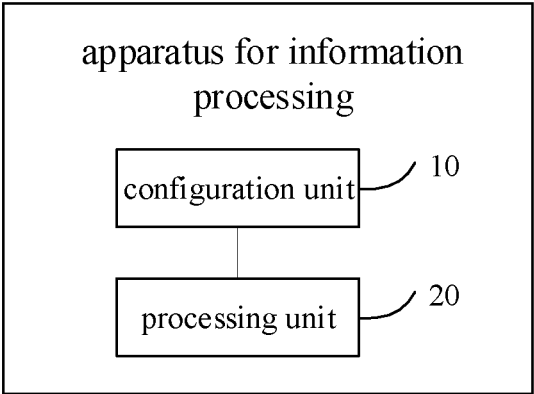 apparatus for information
processing
configuration unit
10
processing unit
20